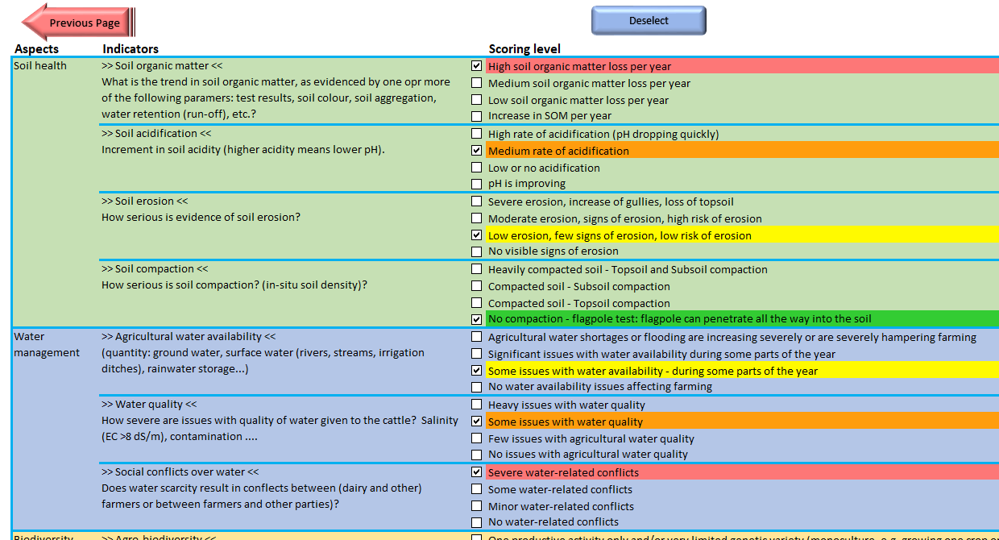 Previous Page
Deselect
Aspects Indicators Scoring level
Soil health
>> Soil organic matter <<
What is the trend in soil organic matter, as evidenced by one opr more
of the following paramers: test results, soil colour, soil aggregation,
water retention (run-off), etc.?
High soil organic matter loss per year
Medium soil organic matter loss per year
Low soil organic matter loss per year
Increase in SOM per year
>> Soil acidification <<
Increment in soil acidity (higher acidity means lower pH).
High rate of acidification (pH dropping quickly)
Medium rate of acidification
Low or no acidification
pH is improving
>> Soil erosion <<
How serious is evidence of soil erosion?
Severe erosion, increase of gullies, loss of topsoil
Moderate erosion, signs of erosion, high risk of erosion
Low erosion, few signs of erosion, low risk of erosion
No visible signs of erosion
>> Soil compaction <<
How serious is soil compaction? (in-situ soil density)?
Heavily compacted soil - Topsoil and Subsoil compaction
Compacted soil - Subsoil compaction
Compacted soil - Topsoil compaction
No compaction - flagpole test: flagpole can penetrate all the way into the soil
Water
management
>> Agricultural water availability <<
(quantity: ground water, surface water (rivers, streams, irrigation
ditches), rainwater storage...)
Agricultural water shortages or flooding are increasing severely or are severely hampering farming
Significant issues with water availability during some parts of the year
Some issues with water availability - during some parts of the year
No water availability issues affecting farming
>> Water quality <<
How severe are issues with quality of water given to the cattle? Salinity
(EC >8 dS/m), contamination ....
Heavy issues with water quality
Some issues with water quality
Few issues with agricultural water quality
No issues with agricultural water quality
>> Social conflicts over water <<
Does water scarcity result in conflects between (dairy and other)
farmers or between farmers and other parties)?
Severe water-related conflicts
Some water-related conflicts
Minor water-related conflicts
No water-related conflicts
Biodiversity
>> Agro-biodiversity <<
One productive activity only and/or very limited genetic variety (monoculture, e.g. growing one crop